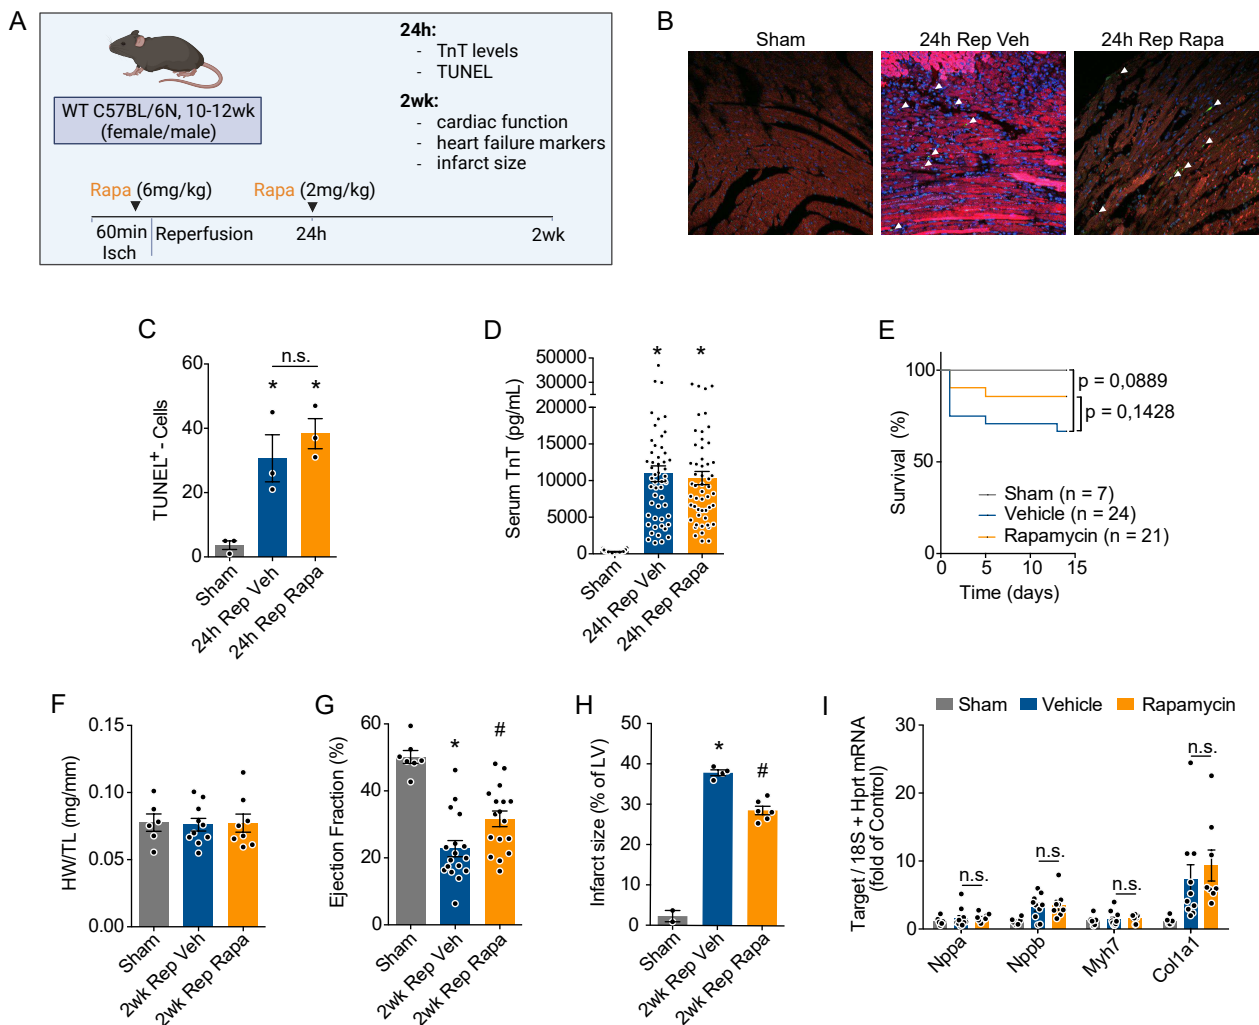 A
24h:
- TnT levels
- TUNEL
2wk:
- cardiac function
- heart failure markers
- infarct size
WT C57BL/6N, 10-12wk
(female/male)
Rapa (6mg/kg)
Rapa (2mg/kg)
60min
Isch
Reperfusion
24h
2wk
B
Sham
24h Rep Veh
24h Rep Rapa
C
TUNEL+- Cells
60
40
20
0
n.s.
*
*
Sham
24h Rep Veh
24h Rep Rapa
D
Serum TnT (pg/mL)
50000
40000
30000
20000
15000
10000
5000
0
*
*
Sham
24h Rep Veh
24h Rep Rapa
E
Survival (%)
100
50
0
p = 0,0889
p = 0,1428
Sham (n = 7)
Vehicle (n = 24)
Rapamycin (n = 21)
0
5
10
15
Time (days)
F
HW/TL (mg/mm)
0.15
0.10
0.05
0.00
Sham
2wk Rep Veh
2wk Rep Rapa
G
Ejection Fraction (%)
60
40
20
0
*
#
Sham
2wk Rep Veh
2wk Rep Rapa
H
Infarct size (% of LV)
50
40
30
20
10
0
*
#
Sham
2wk Rep Veh
2wk Rep Rapa
I
Sham
Vehicle
Rapamycin
Target / 18S + Hprt mRNA
(fold of Control)
30
20
10
0
n.s.
n.s.
n.s.
n.s.
Nppa
Nppb
Myh7
Col1a1